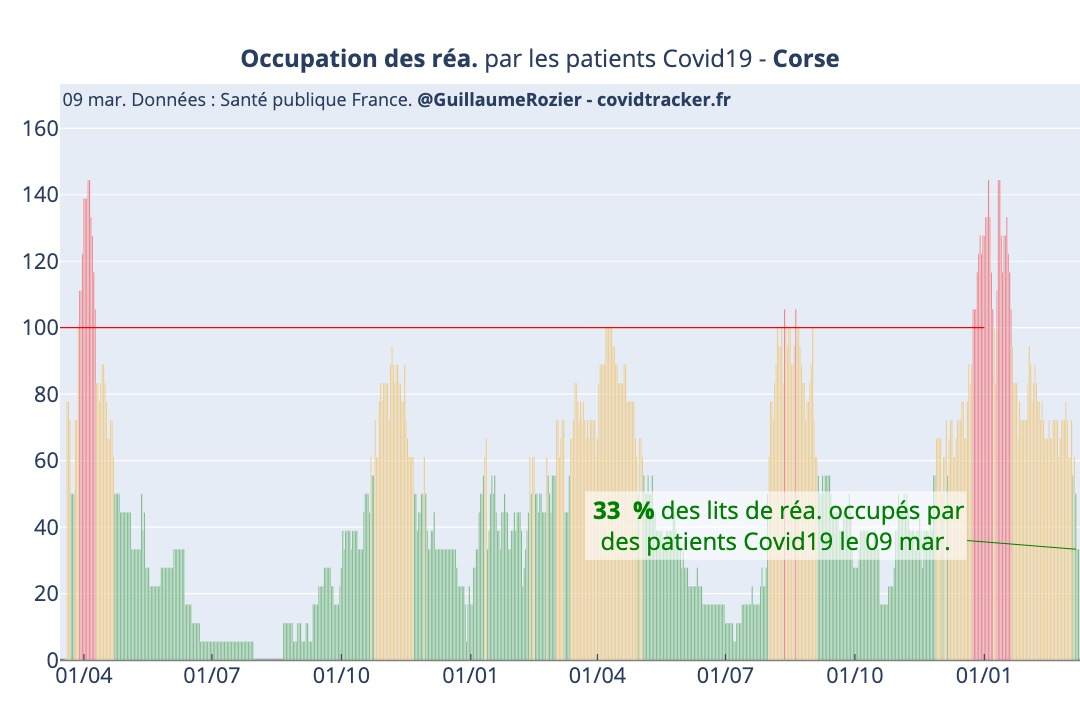 Occupation des réa. par les patients Covid19 - Corse
09 mar. Données : Santé publique France. @GuillaumeRozier - covidtracker.fr
160
140
120
100
80
60
40
20
0
33 % des lits de réa. occupés par
des patients Covid19 le 09 mar.
01/04 01/07 01/10 01/01 01/04 01/07 01/10 01/01